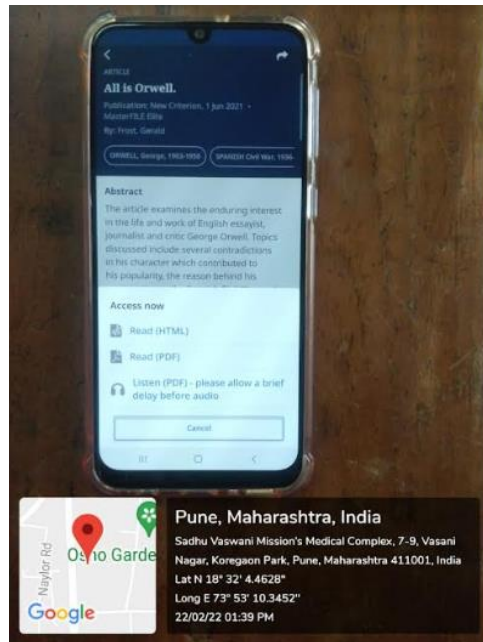 ARTICLE
All is Orwell.
Publication: New Criterion, 1 Jun 2021 -
MasterFILE Elite
By: Frost, Gerald
ORWELL, George, 1903-1950
SPANISH Civil War, 1936-
Abstract
The article examines the enduring interest
in the life and work of English essayist,
journalist and critic George Orwell. Topics
discussed include several contradictions
in his character which contributed to
his popularity, the reason behind his
Access now
Read (HTML)
Read (PDF)
Listen (PDF) - please allow a brief
delay before audio
Cancel
Naylor Rd
Osho Garde
Google
Pune, Maharashtra, India
Sadhu Vaswani Mission's Medical Complex, 7-9, Vasani
Nagar, Koregaon Park, Pune, Maharashtra 411001, India
Lat N 18° 32' 4.4628"
Long E 73° 53' 10.3452"
22/02/22 01:39 PM